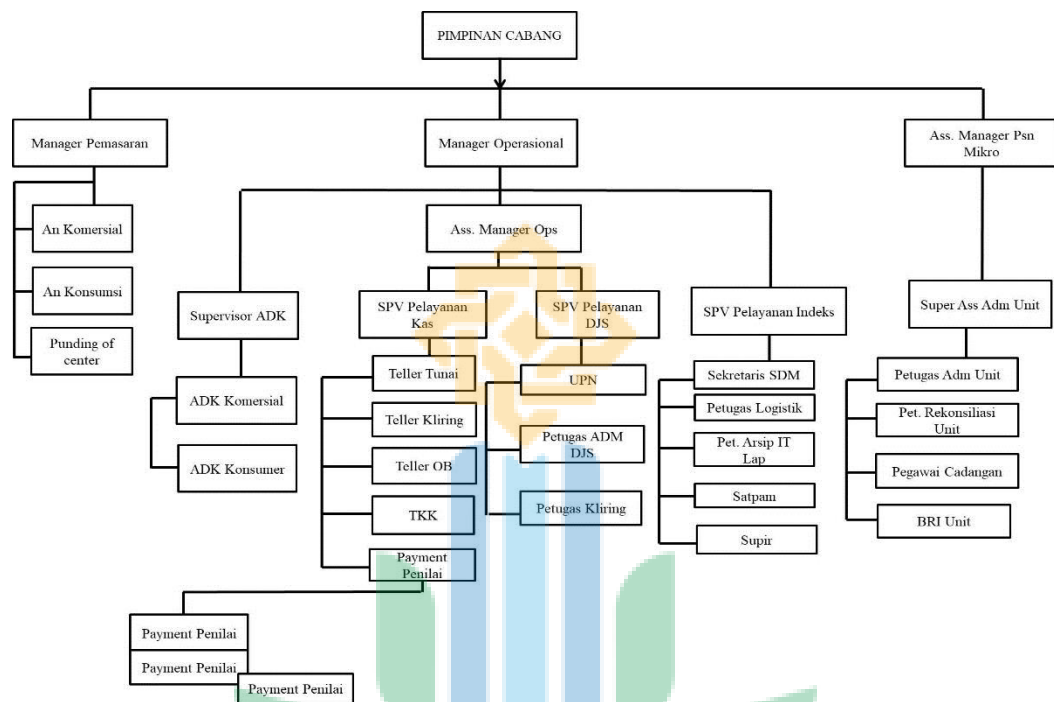 PIMPINAN CABANG
Manager Pemasaran
Manager Operasional
Ass. Manager Psn
Mikro
An Komersial
An Konsumsi
Punding of
center
Ass. Manager Ops
Supervisor ADK
SPV Pelayanan
Kas
SPV Pelayanan
DJS
SPV Pelayanan Indeks
Super Ass Adm Unit
ADK Komersial
ADK Konsumer
Teller Tunai
Teller Kliring
Teller OB
TKK
Payment
Penilai
UPN
Petugas ADM
DJS
Petugas Kliring
Sekretaris SDM
Petugas Logistik
Pet. Arsip IT
Lap
Satpam
Supir
Petugas Adm Unit
Pet. Rekonsiliasi
Unit
Pegawai Cadangan
BRI Unit
Payment Penilai
Payment Penilai
Payment Penilai